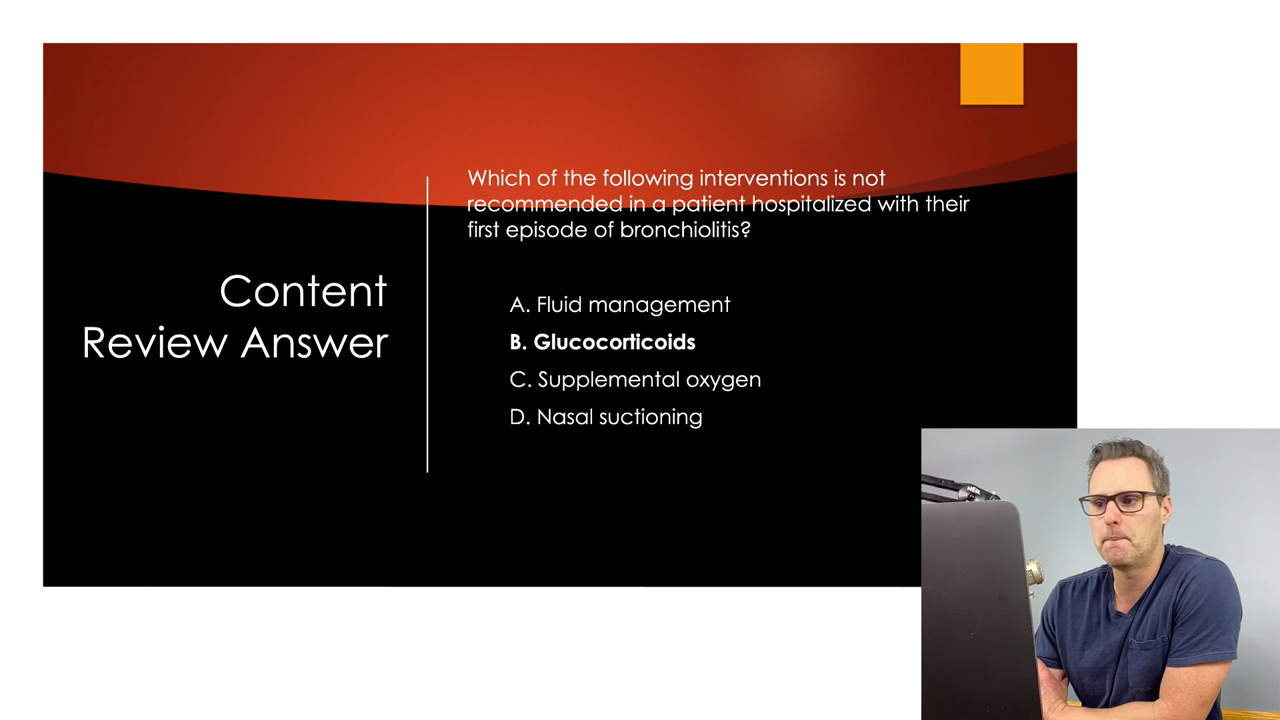 Content
Review Answer
Which of the following interventions is not
recommended in a patient hospitalized with their
first episode of bronchiolitis?
A. Fluid management
B. Glucocorticoids
C. Supplemental oxygen
D. Nasal suctioning